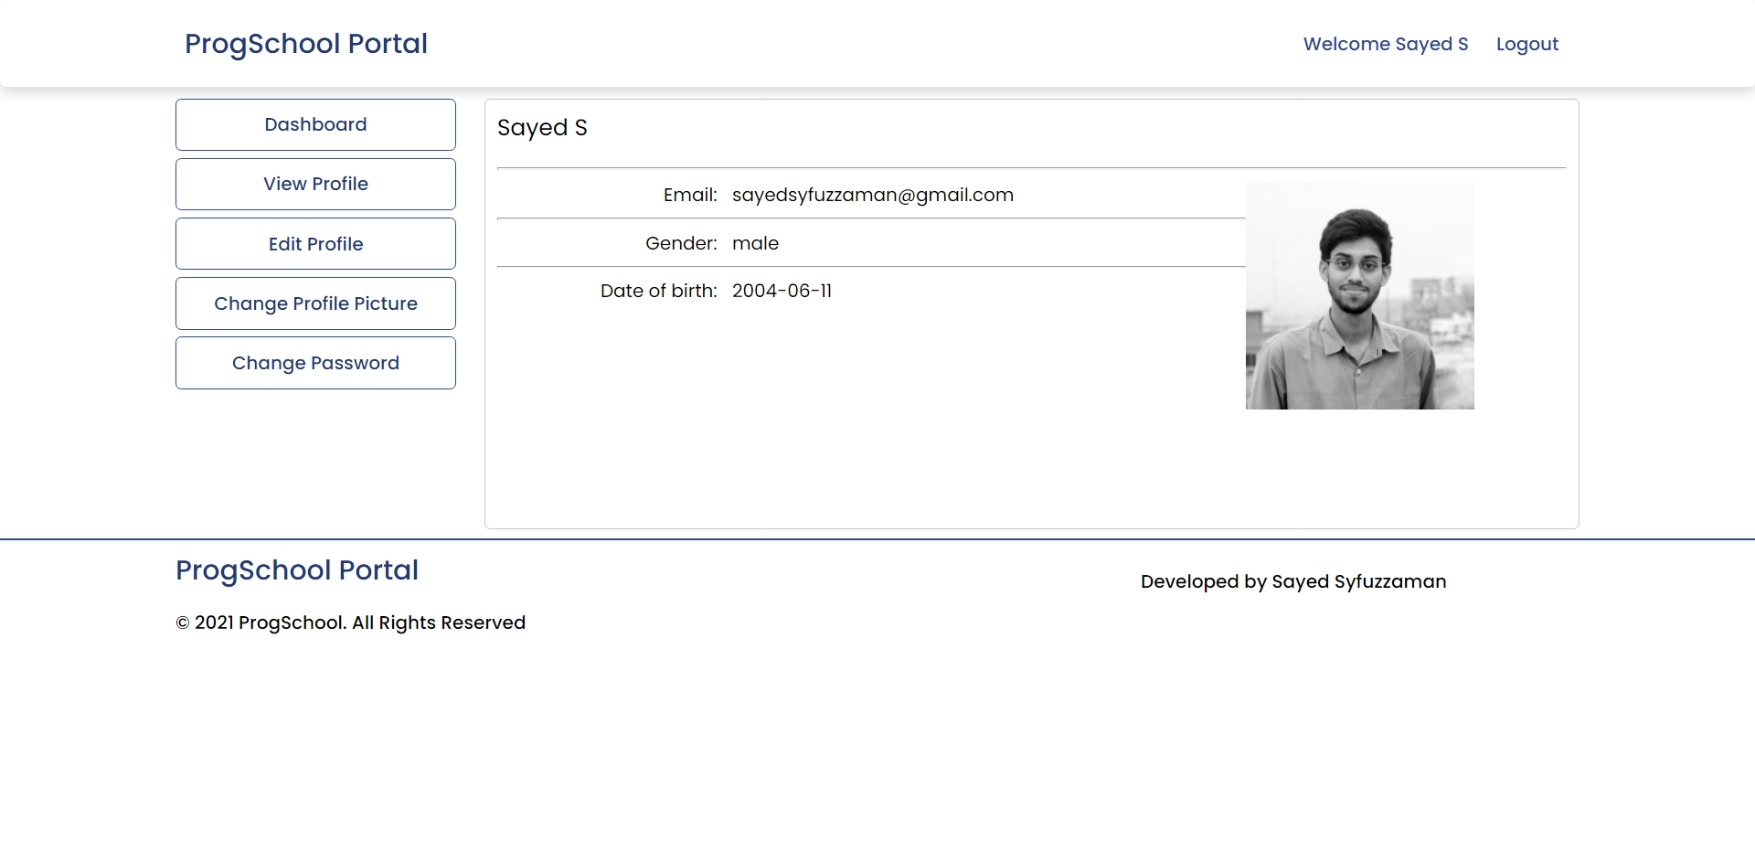 ProgSchool Portal
Welcome Sayed S
Logout
Dashboard
View Profile
Edit Profile
Change Profile Picture
Change Password
Sayed S
Email: sayedsyfuzzaman@gmail.com
Gender: male
Date of birth: 2004-06-11
ProgSchool Portal
© 2021 ProgSchool. All Rights Reserved
Developed by Sayed Syfuzzaman